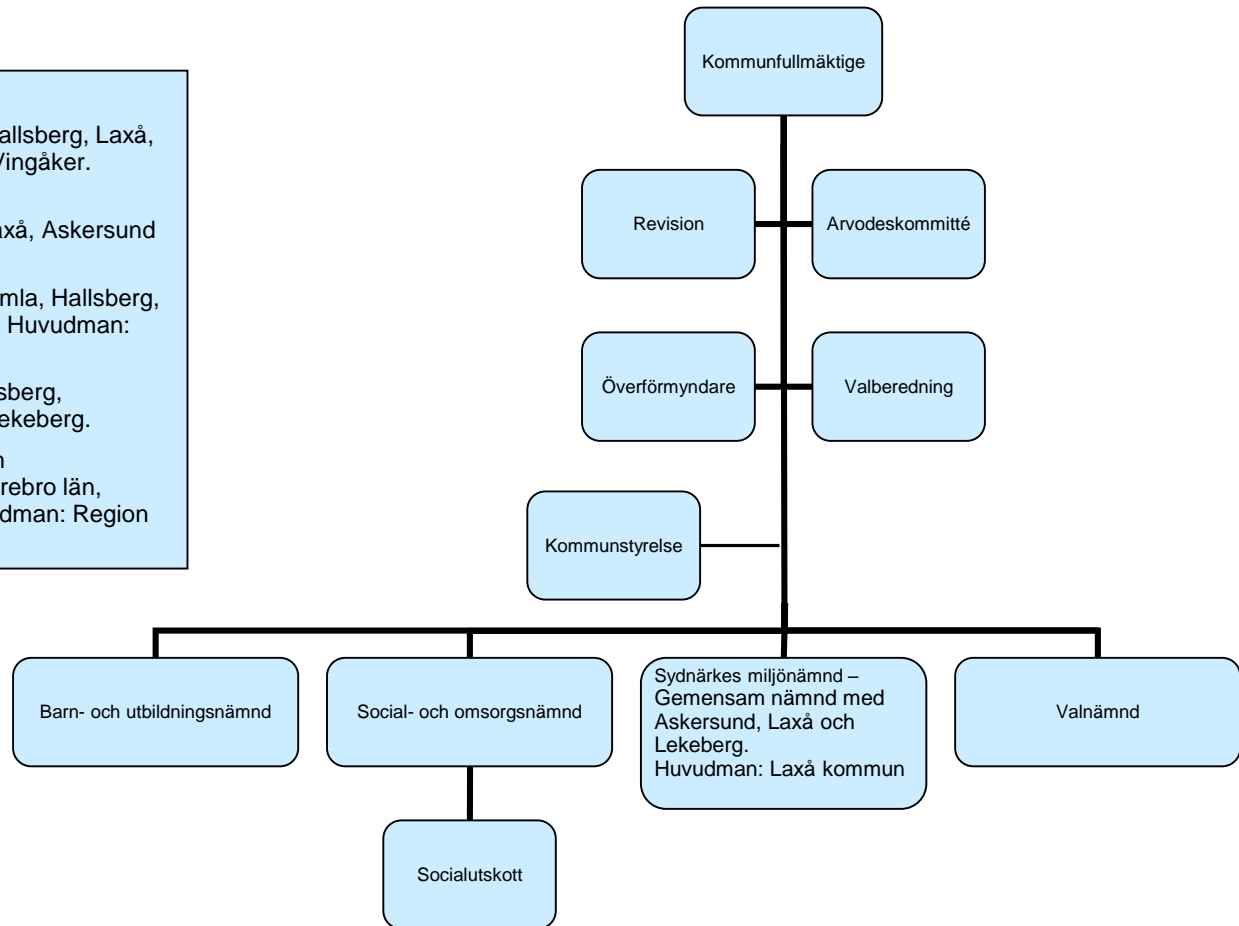 Kommunfullmäktige
allsberg, Laxå,
Vingåker.
axå, Askersund
mla, Hallsberg,
Huvudman:
sberg,
ekeberg.
n
rebro län,
dman: Region
Revision
Arvodeskommitté
Överförmyndare
Valberedning
Kommunstyrelse
Barn- och utbildningsnämnd
Social- och omsorgsnämnd
Sydnärkes miljönämnd –
Gemensam nämnd med
Askersund, Laxå och
Lekeberg.
Huvudman: Laxå kommun
Valnämnd
Socialutskott